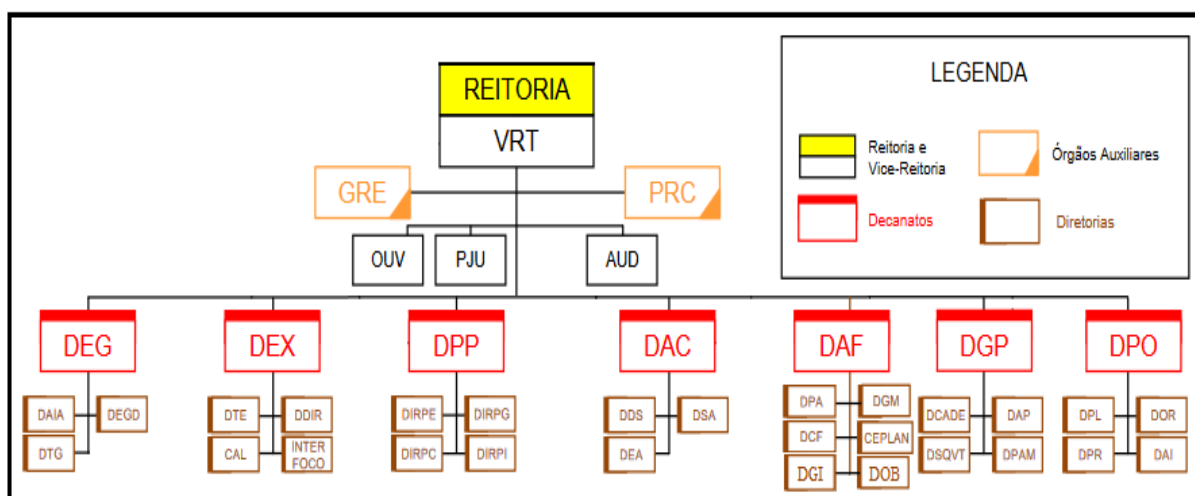 REITORIA
VRT
GRE
PRC
OUV
PJU
AUD
LEGENDA
Reitoria e
Vice-Reitoria
Órgãos Auxiliares
Decanatos
Diretorias
DEG
DEX
DPP
DAC
DAF
DGP
DPO
DAIA
DEGD
DTG
DTE
DDIR
CAL
INTER
FOCO
DIRPE
DIRPG
DIRPC
DIRPI
DDS
DSA
DEA
DPA
DGM
DCF
CEPLAN
DGI
DOB
DCADE
DAP
DSQVT
DPAM
DPL
DOR
DPR
DAI